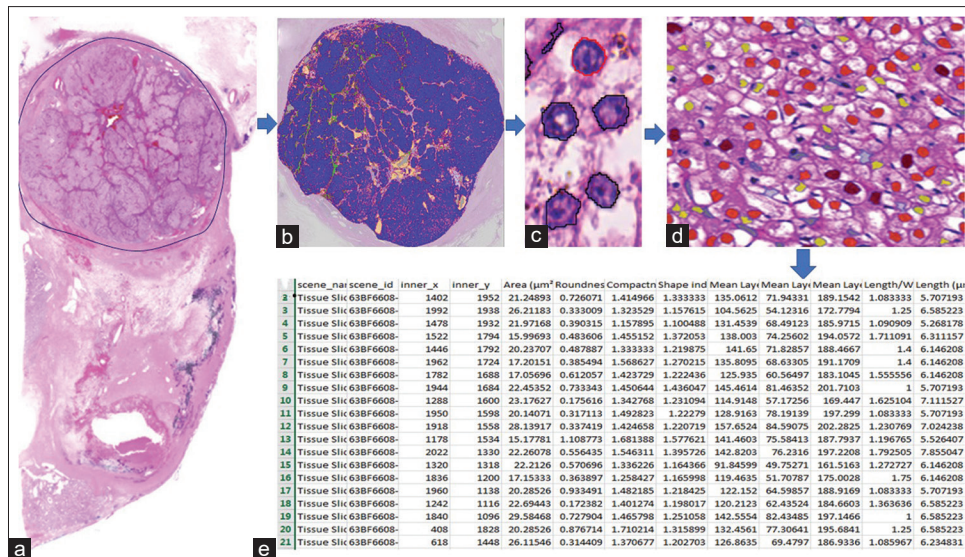 a
b
c
d
e
scene_nai scene_id inner_x inner_y Area (µm² Roundnes Compactn Shape ind Mean Laye Mean Laye Mean Laye Length/W Length (µm
2 Tissue Slic 63BF6608- 1402 1952 21.24893 0.726071 1.414966 1.333333 135.0612 71.94331 189.1542 1.083333 5.707193
3 Tissue Slic 63BF6608- 1992 1938 26.21183 0.333009 1.323529 1.157615 104.5625 54.12316 172.7794 1.25 6.585223
4 Tissue Slic 63BF6608- 1478 1932 21.97168 0.390315 1.157895 1.100488 131.4539 68.49123 185.9715 1.090909 5.268178
5 Tissue Slic 63BF6608- 1522 1794 15.99693 0.483606 1.455152 1.372053 138.003 74.25602 194.0572 1.711091 6.311157
6 Tissue Slic 63BF6608- 1446 1792 20.23707 0.487887 1.333333 1.219875 141.65 71.82857 188.4667 1.4 6.146208
7 Tissue Slic 63BF6608- 1962 1724 17.20151 0.385494 1.568627 1.270215 135.8095 68.63305 191.1709 1.4 6.146208
8 Tissue Slic 63BF6608- 1782 1688 17.05696 0.612057 1.423729 1.222436 125.935 60.56497 183.1045 1.555556 6.146208
9 Tissue Slic 63BF6608- 1944 1684 22.45352 0.733343 1.450644 1.436047 145.4614 81.46352 201.7103 1 5.707193
10 Tissue Slic 63BF6608- 1288 1600 23.17627 0.175616 1.342768 1.231094 114.9148 57.17256 169.447 1.625104 7.111527
11 Tissue Slic 63BF6608- 1950 1598 20.14071 0.317113 1.492823 1.22279 128.9163 78.19139 197.299 1.083333 5.707193
12 Tissue Slic 63BF6608- 1918 1558 28.13917 0.337419 1.424658 1.220719 157.6524 84.59075 202.2825 1.230769 7.024238
13 Tissue Slic 63BF6608- 1178 1534 15.17781 1.108773 1.681388 1.577621 141.4603 75.58413 187.7937 1.196765 5.526407
14 Tissue Slic 63BF6608- 2022 1330 22.26078 0.556435 1.546311 1.395726 142.8203 76.2316 197.2208 1.792505 7.855047
15 Tissue Slic 63BF6608- 1320 1318 22.2126 0.570696 1.336226 1.164366 91.84599 49.75271 161.5163 1.272727 6.146208
16 Tissue Slic 63BF6608- 1836 1200 17.15333 0.363897 1.258427 1.165998 119.4635 51.70787 175.0028 1.75 6.146208
17 Tissue Slic 63BF6608- 1960 1138 20.28526 0.933491 1.482185 1.218425 122.152 64.59857 188.9169 1.083333 5.707193
18 Tissue Slic 63BF6608- 1242 1116 22.69443 0.172382 1.401274 1.198017 120.2123 62.43524 184.6603 1.363636 6.585223
19 Tissue Slic 63BF6608- 1840 1096 29.58468 0.727904 1.465798 1.251058 142.5554 82.43485 197.1466 1 6.585223
20 Tissue Slic 63BF6608- 408 1828 20.28526 0.876714 1.710214 1.315899 132.4561 77.30641 195.6841 1.25 6.585223
21 Tissue Slic 63BF6608- 618 1448 26.11546 0.314409 1.370677 1.202703 126.8635 69.4797 186.9336 1.085967 6.234831